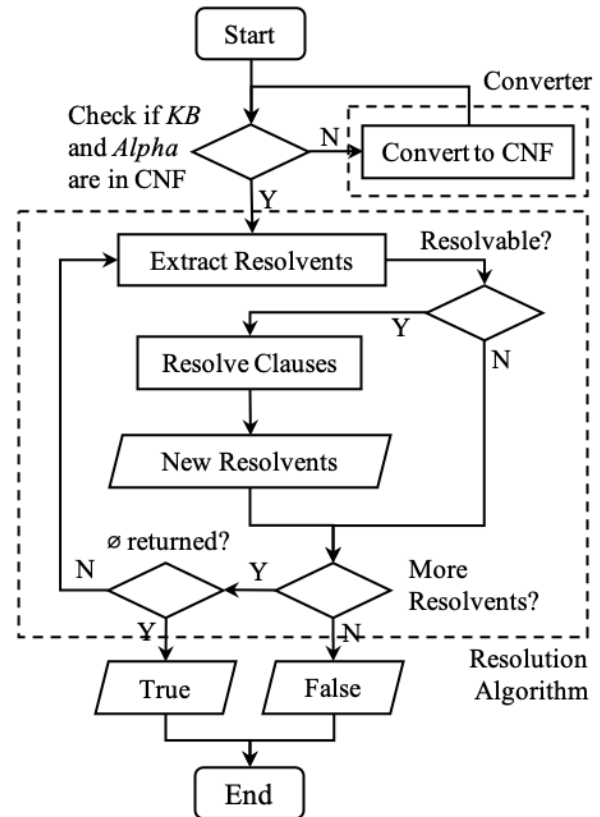 Start
Converter
Check if KB
and Alpha
are in CNF
N
Convert to CNF
Y
Extract Resolvents
Resolvable?
Y
N
Resolve Clauses
New Resolvents
∅ returned?
N
Y
More
Resolvents?
Y
N
Resolution
Algorithm
True
False
End